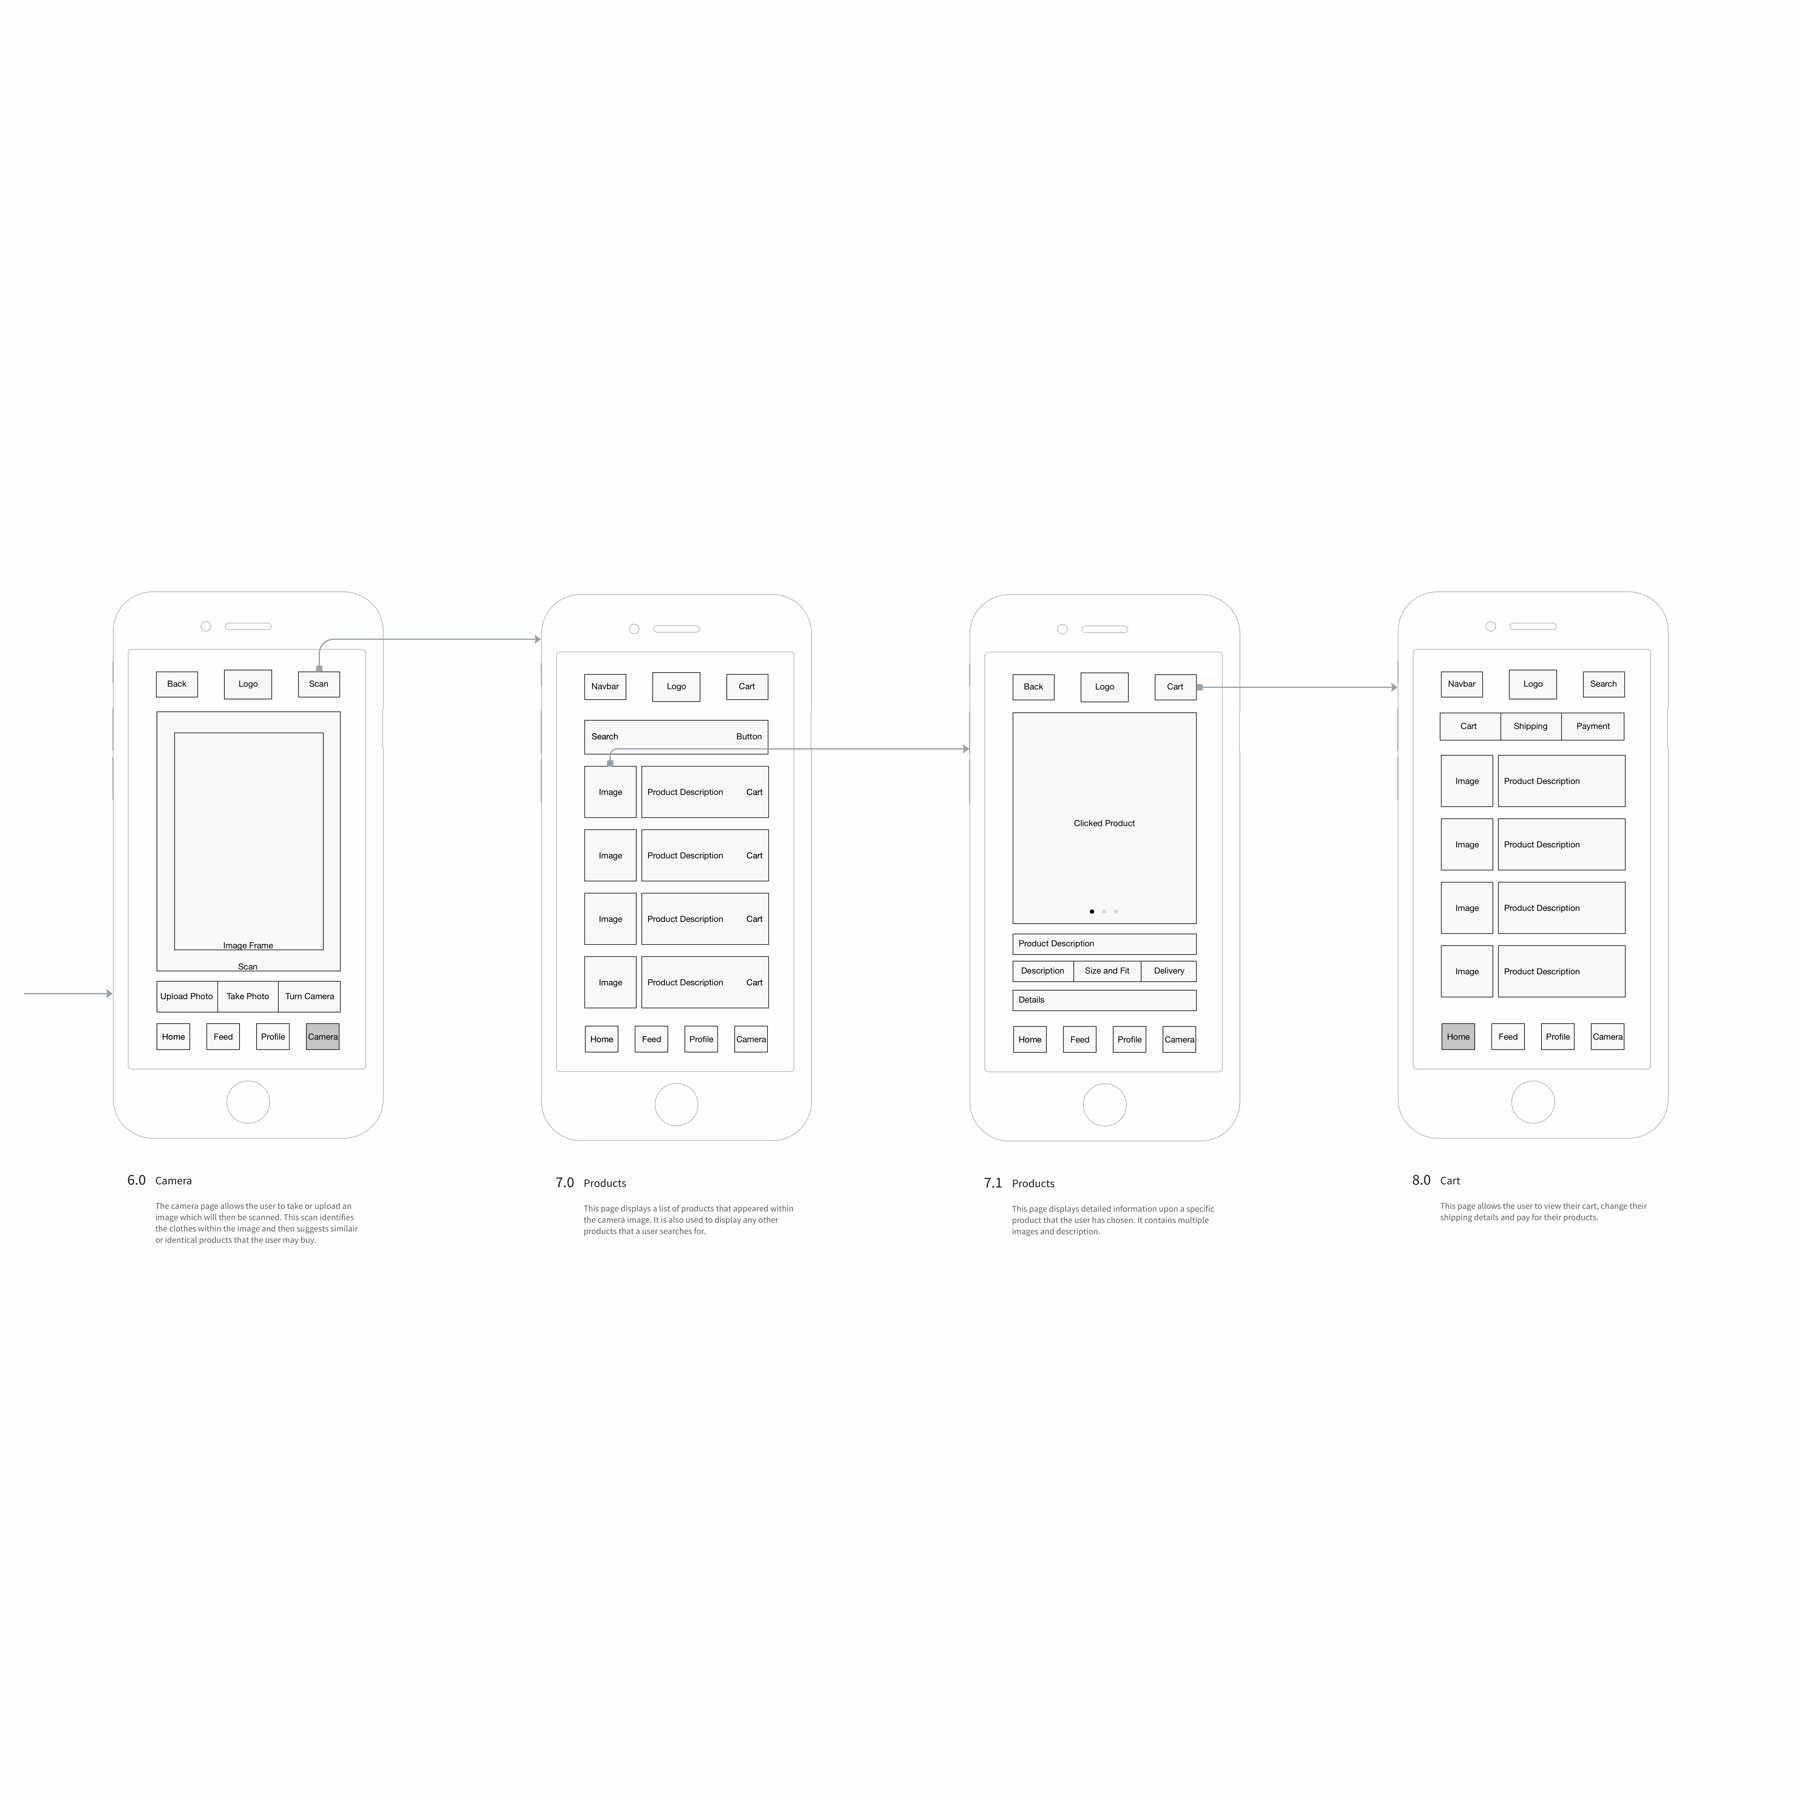 Back Logo Scan
Image Frame
Scan
Upload Photo Take Photo Turn Camera
Home Feed Profile Camera
6.0 Camera
The camera page allows the user to take or upload an
image which will then be scanned. This scan identifies
the clothes within the image and then suggests similair
or identical products that the user may buy.
Navbar Logo Cart
Search Button
Image Product Description Cart
Image Product Description Cart
Image Product Description Cart
Image Product Description Cart
Home Feed Profile Camera
7.0 Products
This page displays a list of products that appeared within
the camera image. It is also used to display any other
products that a user searches for.
Back Logo Cart
Clicked Product
Product Description
Description Size and Fit Delivery
Details
Home Feed Profile Camera
7.1 Products
This page displays detailed information upon a specific
product that the user has chosen. It contains multiple
images and description.
Navbar Logo Search
Cart Shipping Payment
Image Product Description
Image Product Description
Image Product Description
Image Product Description
Home Feed Profile Camera
8.0 Cart
This page allows the user to view their cart, change their
shipping details and pay for their products.